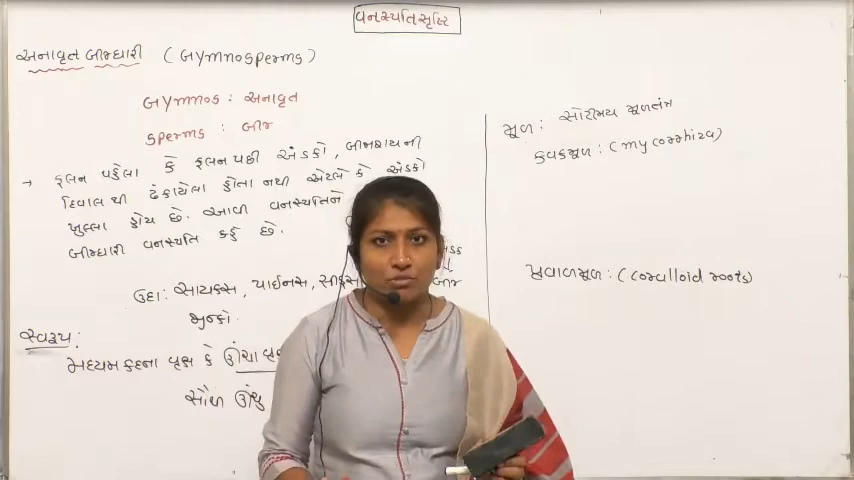 વનસ્પતિસૃષ્ટિ
અનાવૃત બીજધારી (Gymnosperms)
Gymnos : અનાવૃત
sperms : બીજ
→ ફલન પહેલા કે ફલન પછી અંડકો, બીજાશયની
દિવાલ થી ઢંકાયેલા હોતા નથી એટલે કે અંડકો
ખુલ્લા હોય છે. આવી વનસ્પતિને
બીજધારી વનસ્પતિ કહે છે.
અંડક
↓
બીજ
ઉદા: સાયકસ, પાઈનસ,
સ્વરૂપ:
મધ્યમ કદના વૃક્ષ કે ઊંચા
સૌથી ઊંચુ
મૂળ: સોટીમય મૂળતંત્ર
કવકમૂળ: (mycorrhiza)
પ્રવાળમૂળ: (coralloid roots)